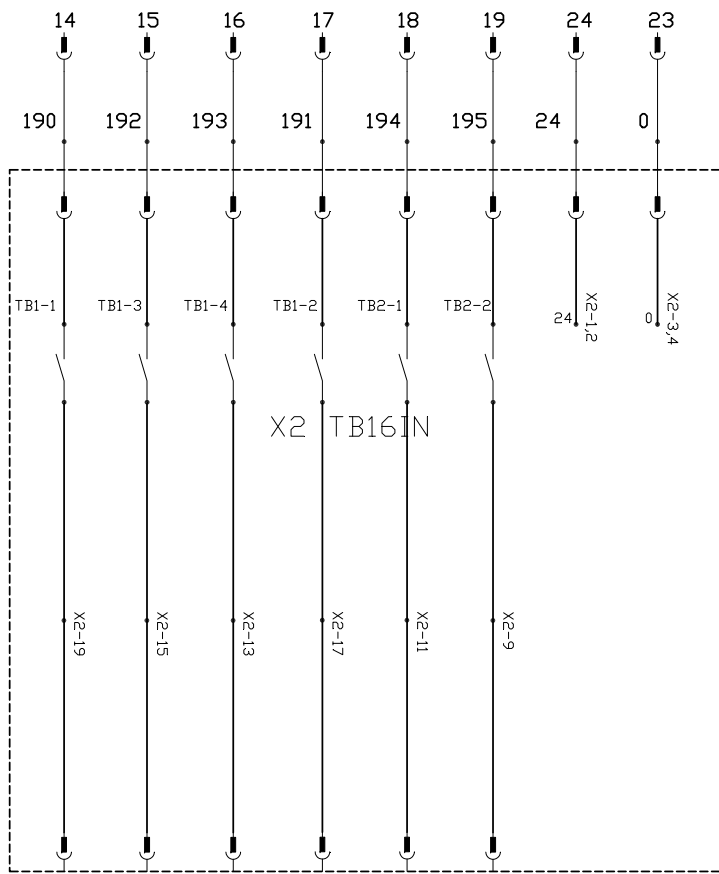 14 15 16 17 18 19 24 23
190 192 193 191 194 195 24 0
TB1-1 TB1-3 TB1-4 TB1-2 TB2-1 TB2-2 24 X2-1,2 0 X2-3,4
X2 TB16IN
X2-19 X2-15 X2-13 X2-17 X2-11 X2-9